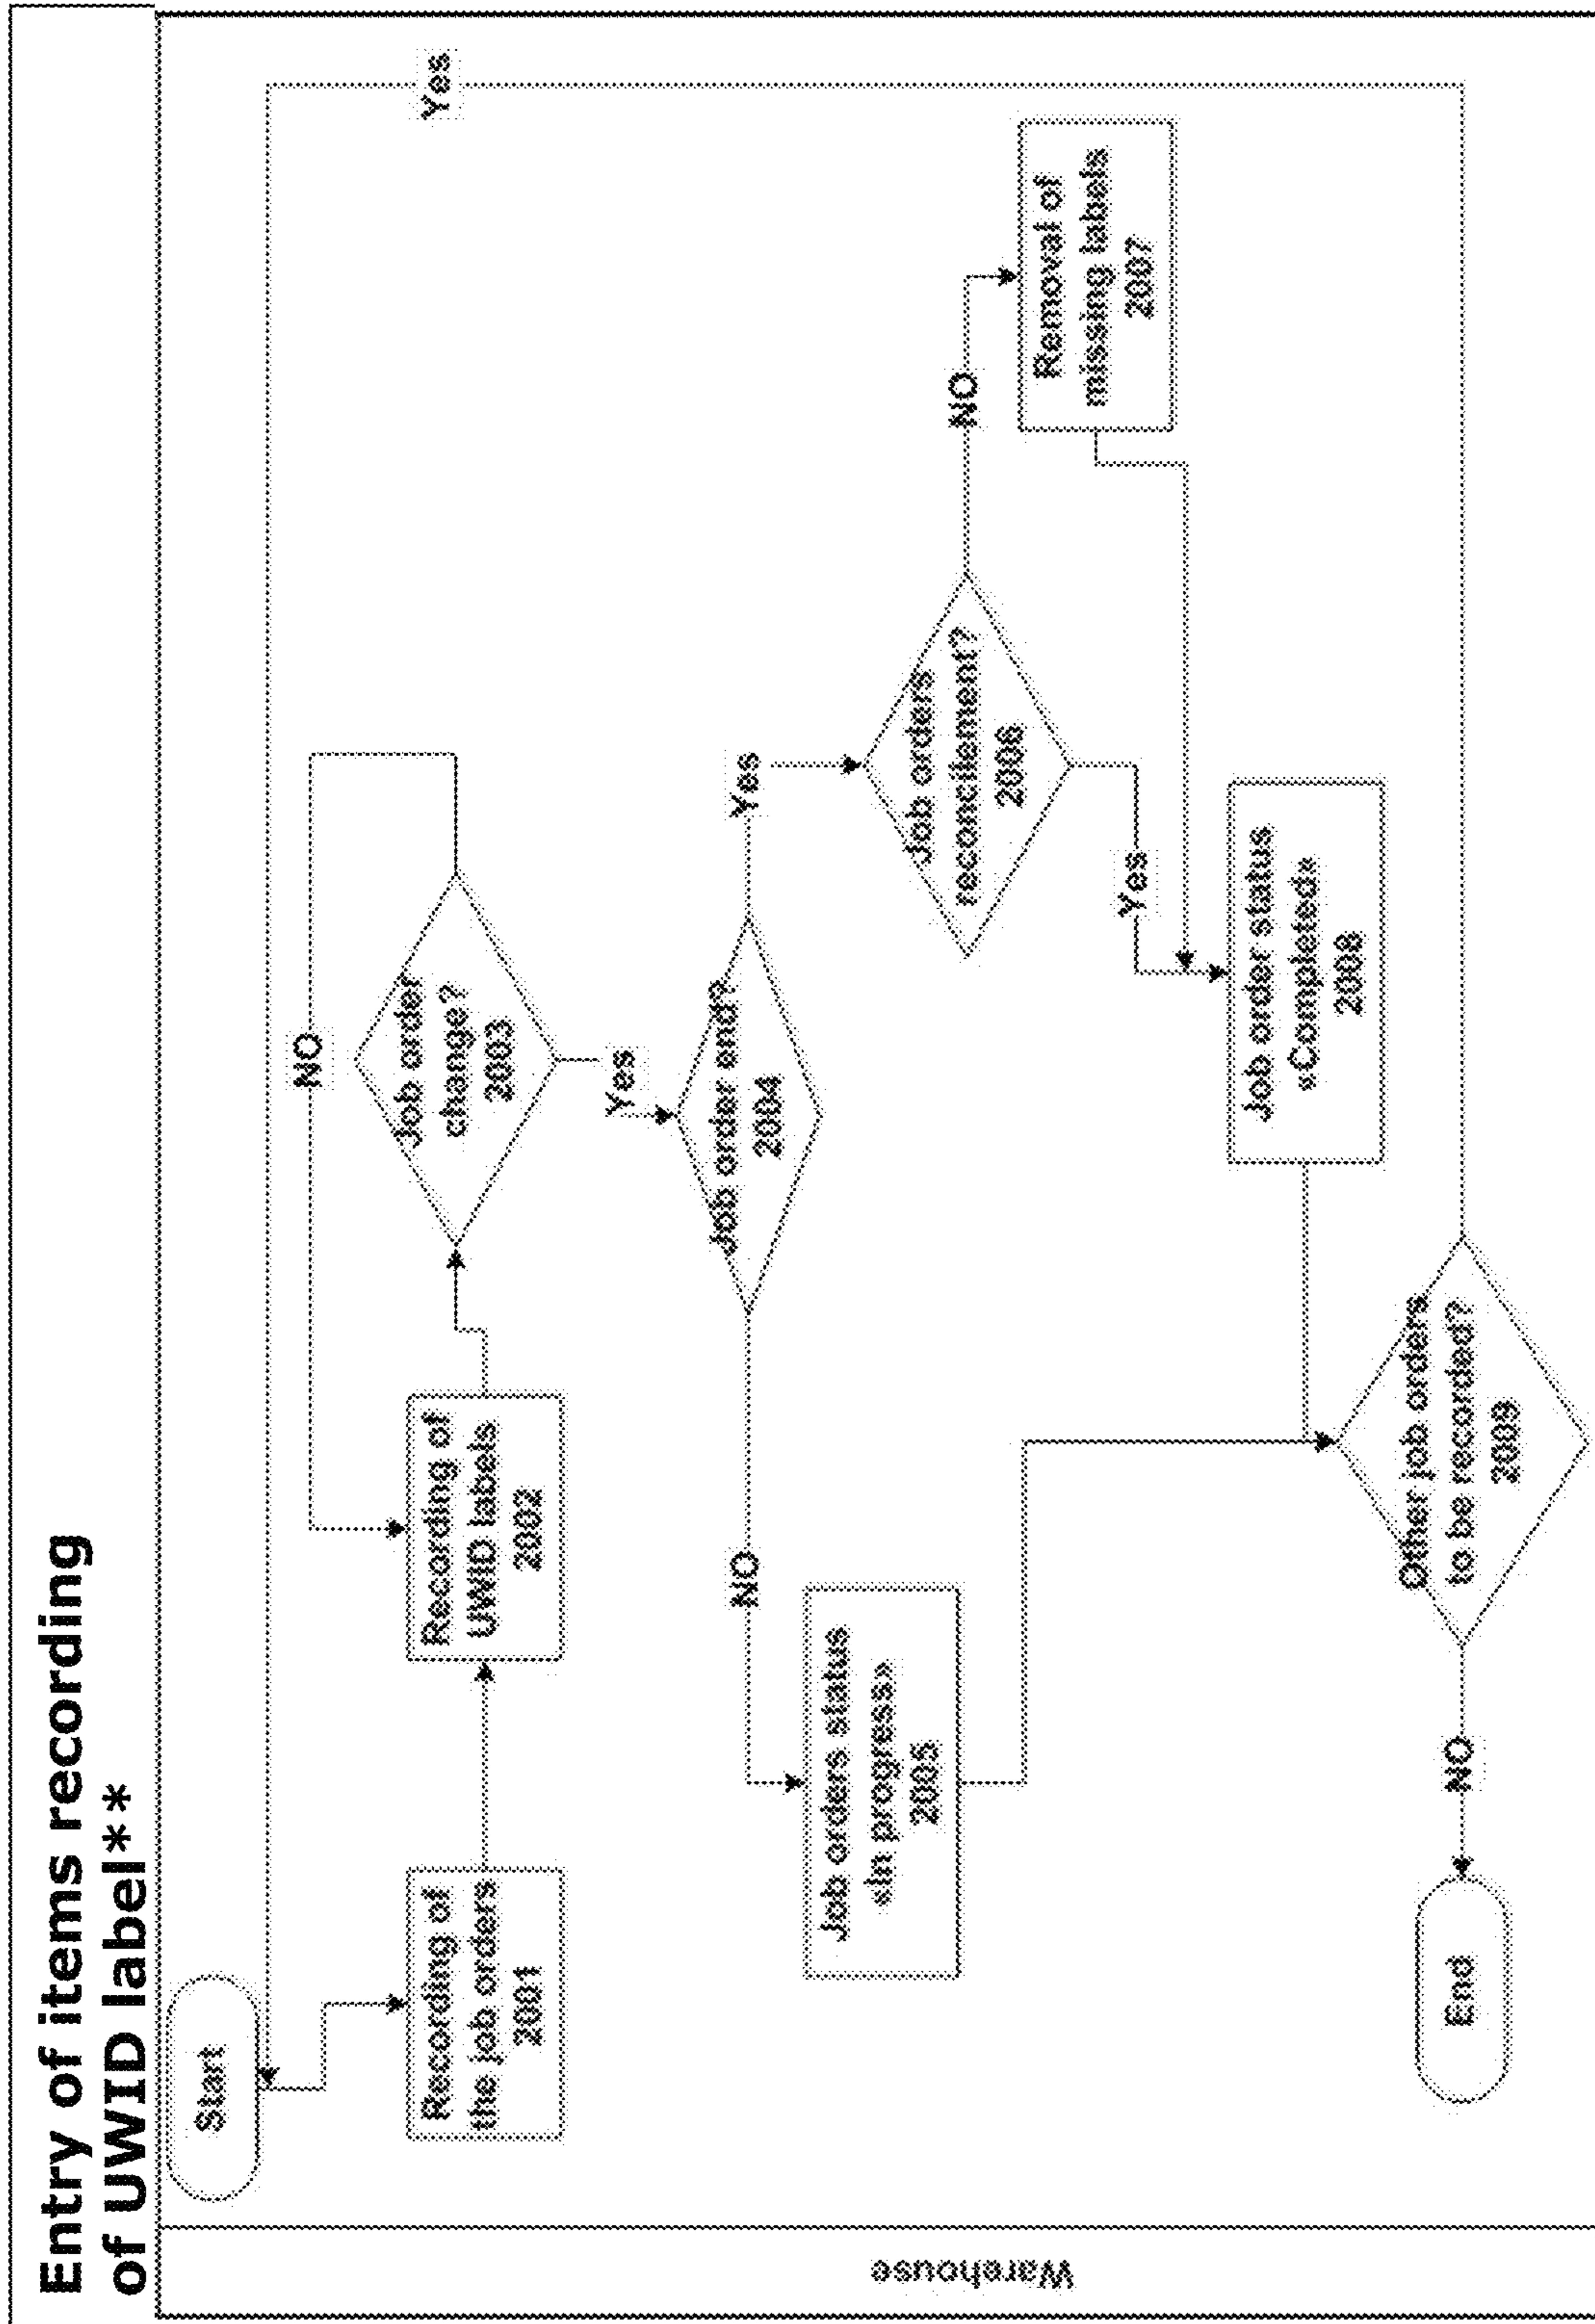 Entry of items recording
of UWID label**
Warehouse
Start
Recording of
the job orders
2001
Recording of
UWID labels
2002
NO
Job order
change?
2003
Yes
Yes
Job order end?
2004
NO
Yes
Job orders status
«In progress»
2005
Job orders
reconcilement?
2006
NO
Removal of
missing labels
2007
Yes
Job order status
«Completed»
2008
Other job orders
to be recorded?
2009
NO
End